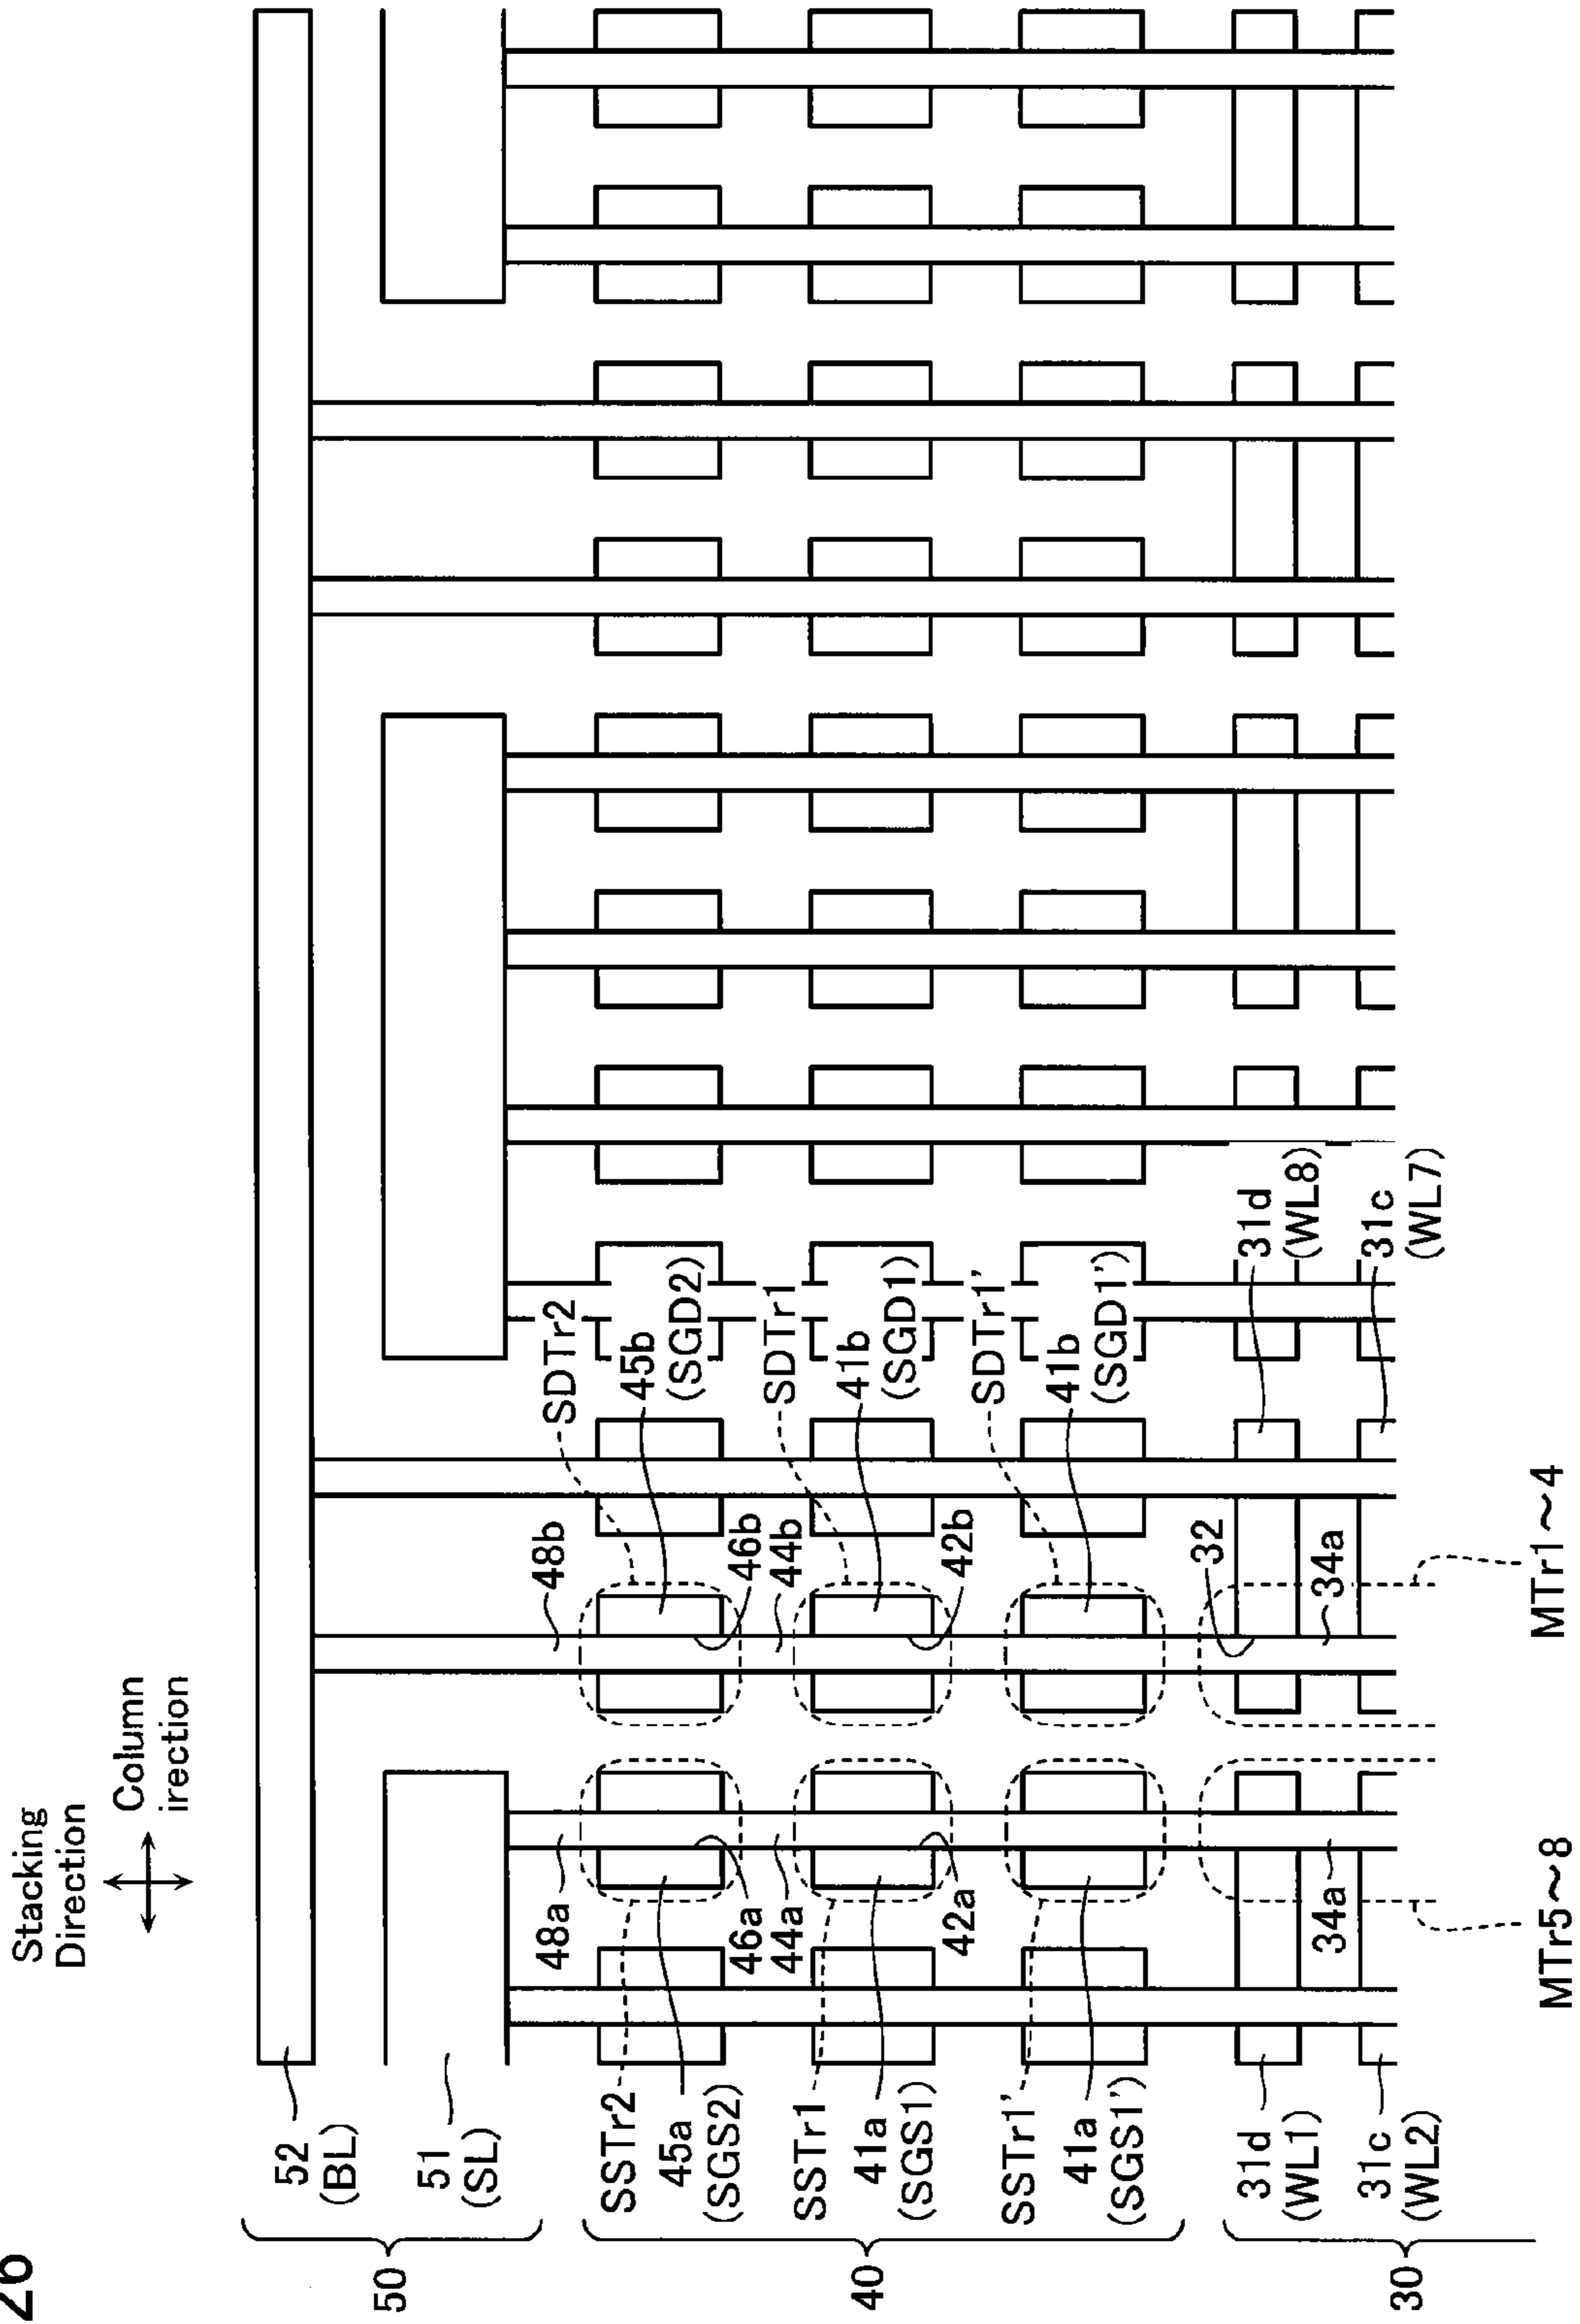 26
Stacking
Direction
Column
irection
50
52
(BL)
51
(SL)
40
SSTr2
45a
(SGS2)
SSTr1
41a
(SGS1)
SSTr1'
41a
(SGS1')
30
31d
(WL1)
31c
(WL2)
48a
46a
44a
42a
34a
MTr5~8
48b
46b
44b
42b
32
34a
MTr1~4
SDTr2
45b
(SGD2)
SDTr1
41b
(SGD1)
SDTr1'
41b
(SGD1')
31d
(WL8)
31c
(WL7)